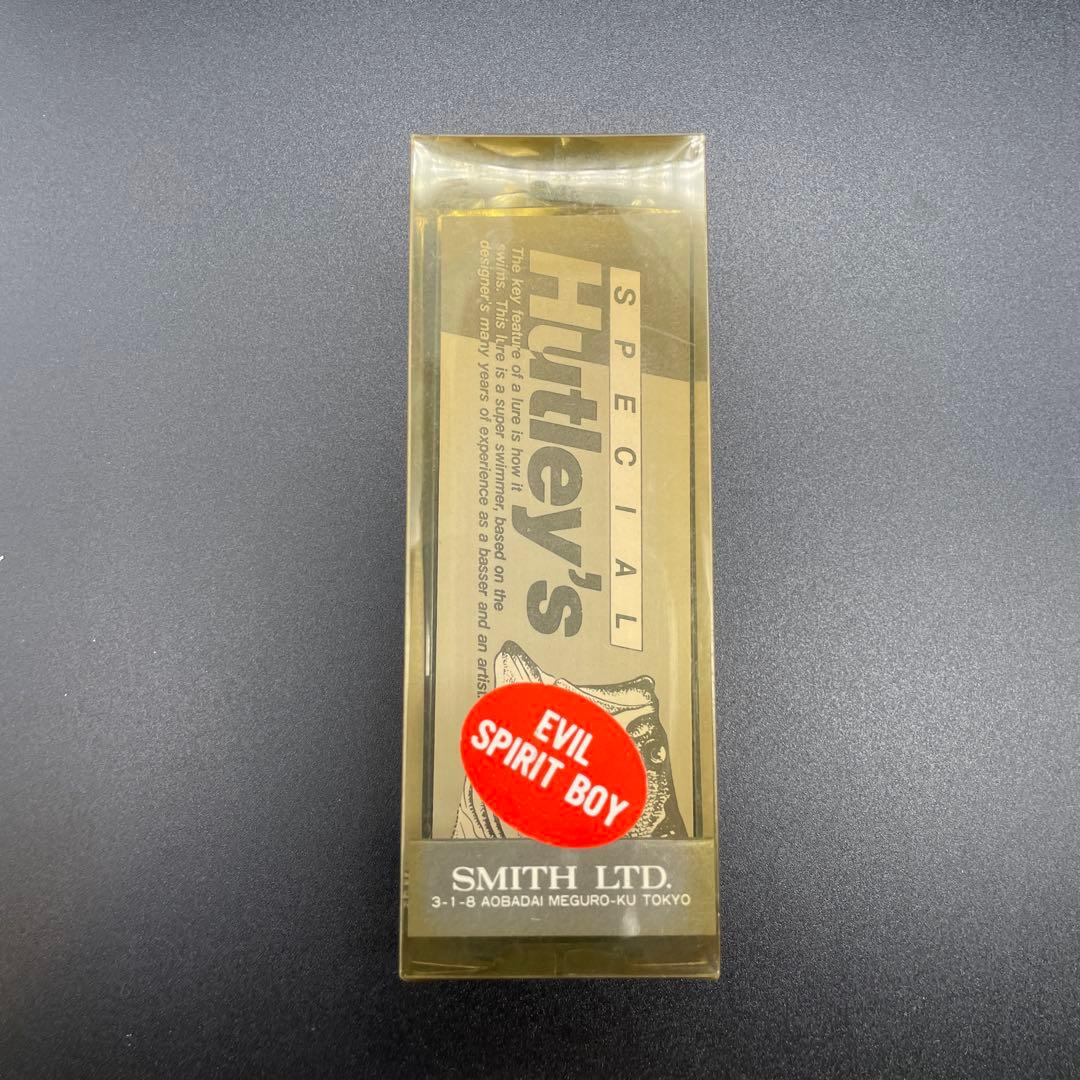 SPECIAL
Hutley's
The key feature of a lure is how it
swims. This lure is a super swimmer, based on the
designer's many years of experience as a basser and an artist
EVIL
SPIRIT BOY
SMITH LTD.
3-1-8 AOBADAI MEGURO-KU TOKYO